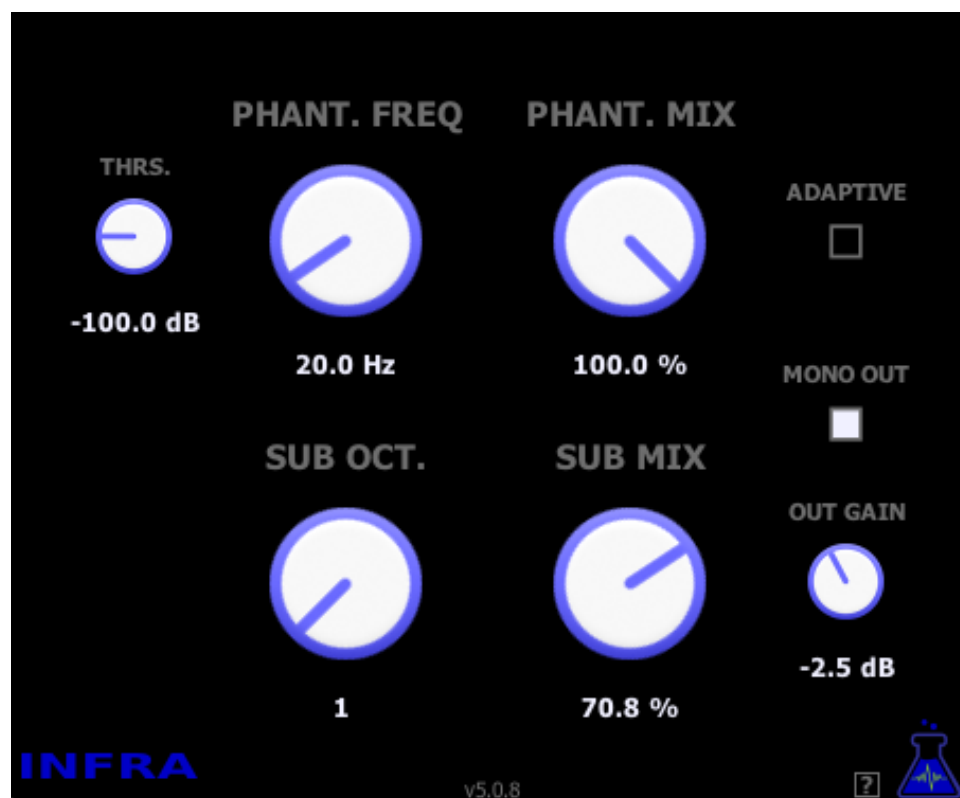 PHANT. FREQ
PHANT. MIX
THRS.
ADAPTIVE
-100.0 dB
20.0 Hz
100.0 %
MONO OUT
SUB OCT.
SUB MIX
OUT GAIN
-2.5 dB
1
70.8 %
INFRA
v5.0.8
?